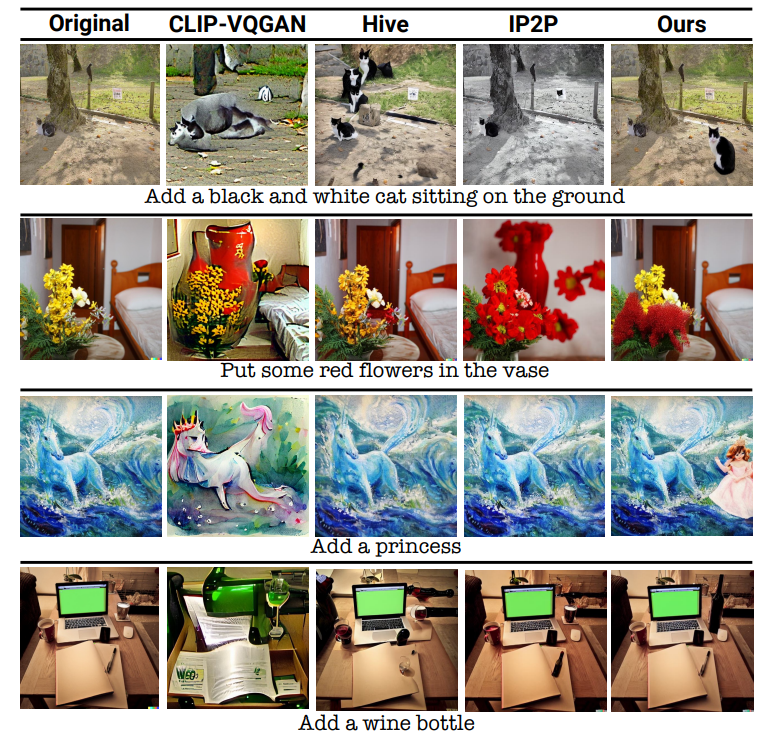 Original CLIP-VQGAN Hive IP2P Ours
Add a black and white cat sitting on the ground
Put some red flowers in the vase
Add a princess
Add a wine bottle